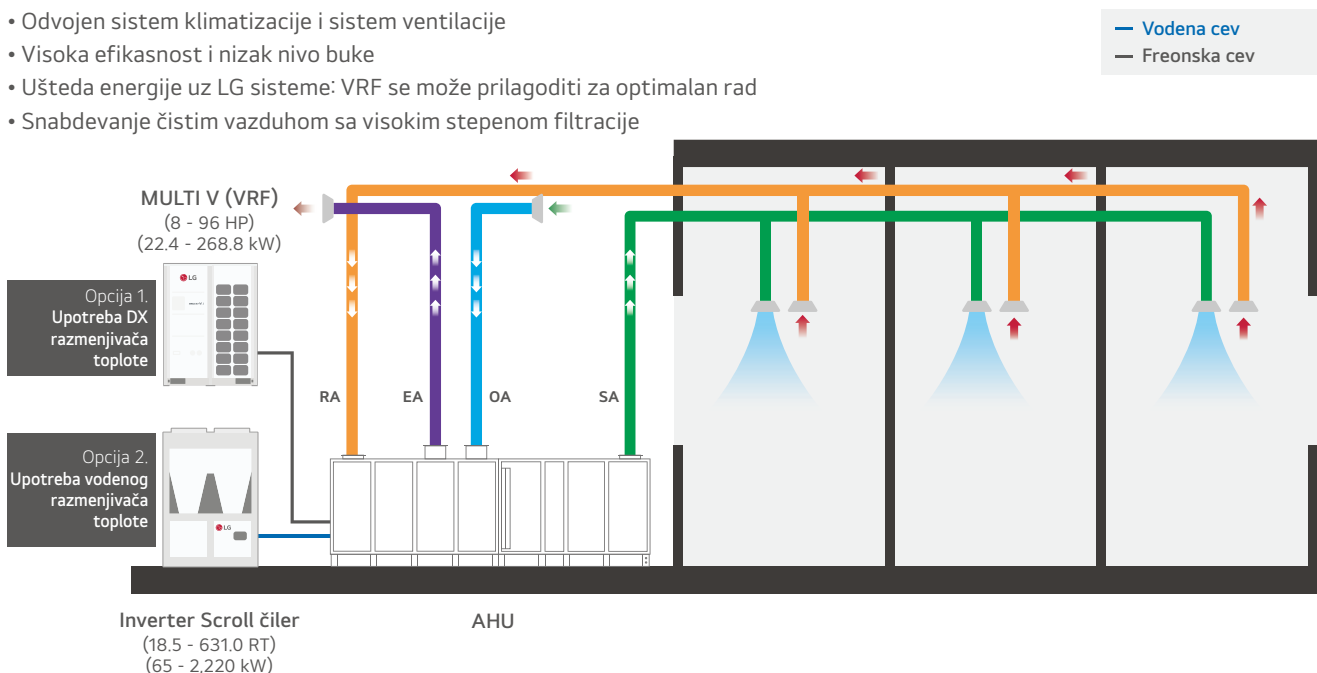 • Odvojen sistem klimatizacije i sistem ventilacije
• Visoka efikasnost i nizak nivo buke
• Ušteda energije uz LG sisteme: VRF se može prilagoditi za optimalan rad
• Snabdevanje čistim vazduhom sa visokim stepenom filtracije
Vodena cev
Freonska cev
MULTI V (VRF)
(8 - 96 HP)
(22.4 - 268.8 kW)
LG
Opcija 1.
Upotreba DX
razmenjivača
toplote
RA
EA
OA
SA
Opcija 2.
Upotreba vodenog
razmenjivača
toplote
LG
Inverter Scroll čiler
(18.5 - 631.0 RT)
(65 - 2,220 kW)
AHU